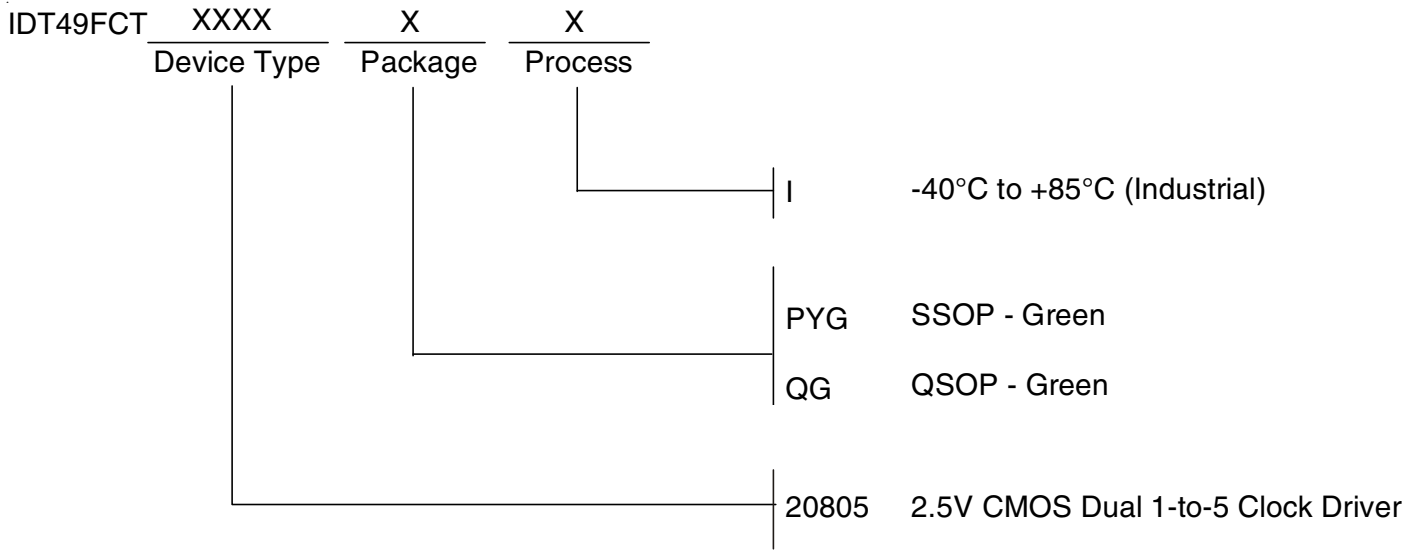 IDT49FCT XXXX X X
Device Type Package Process
I -40°C to +85°C (Industrial)
PYG SSOP - Green
QG QSOP - Green
20805 2.5V CMOS Dual 1-to-5 Clock Driver